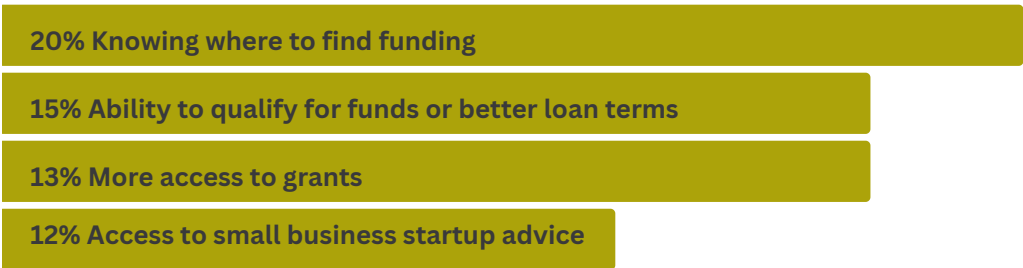 20% Knowing where to find funding
15% Ability to qualify for funds or better loan terms
13% More access to grants
12% Access to small business startup advice